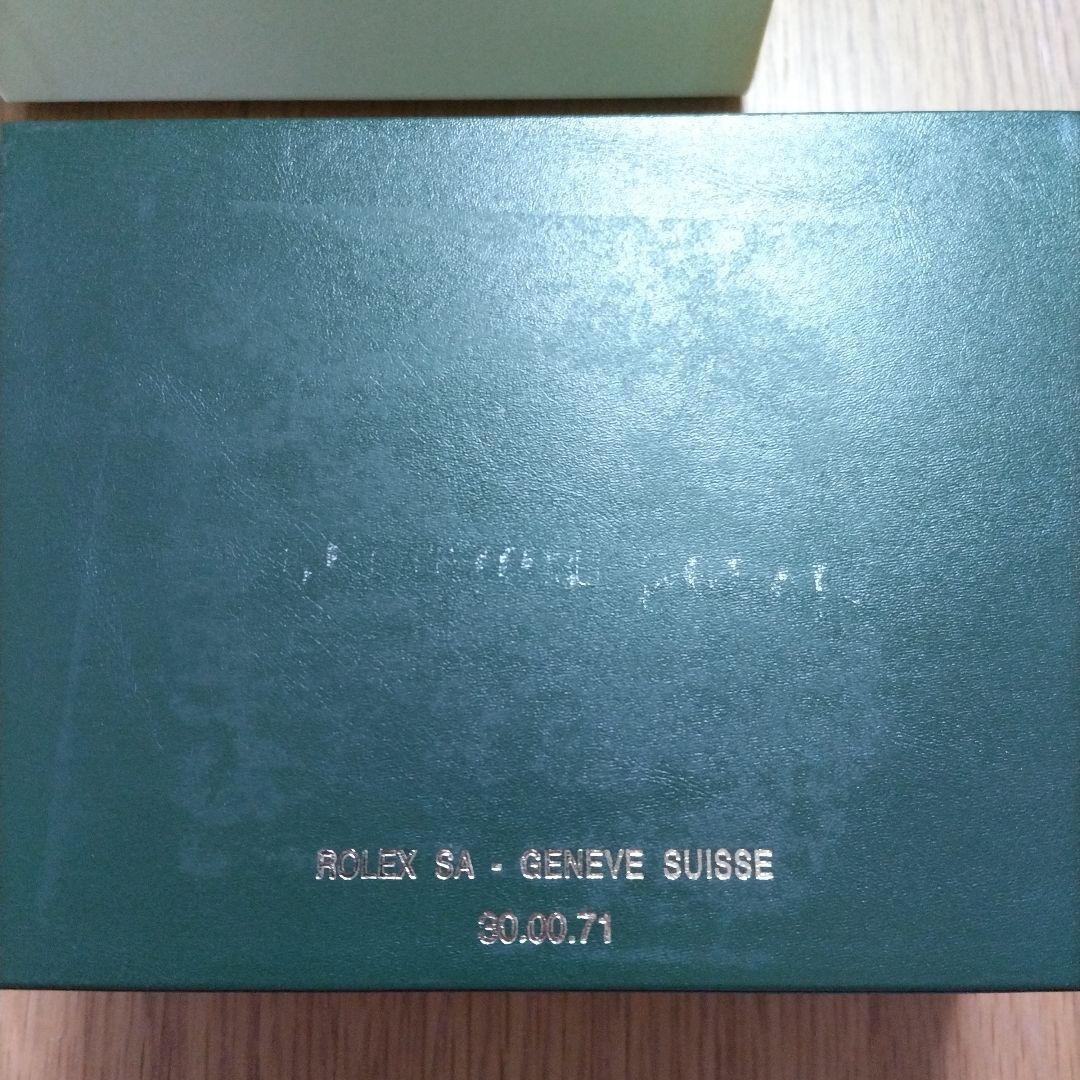 ROLEX SA - GENEVE SUISSE
30.00.71